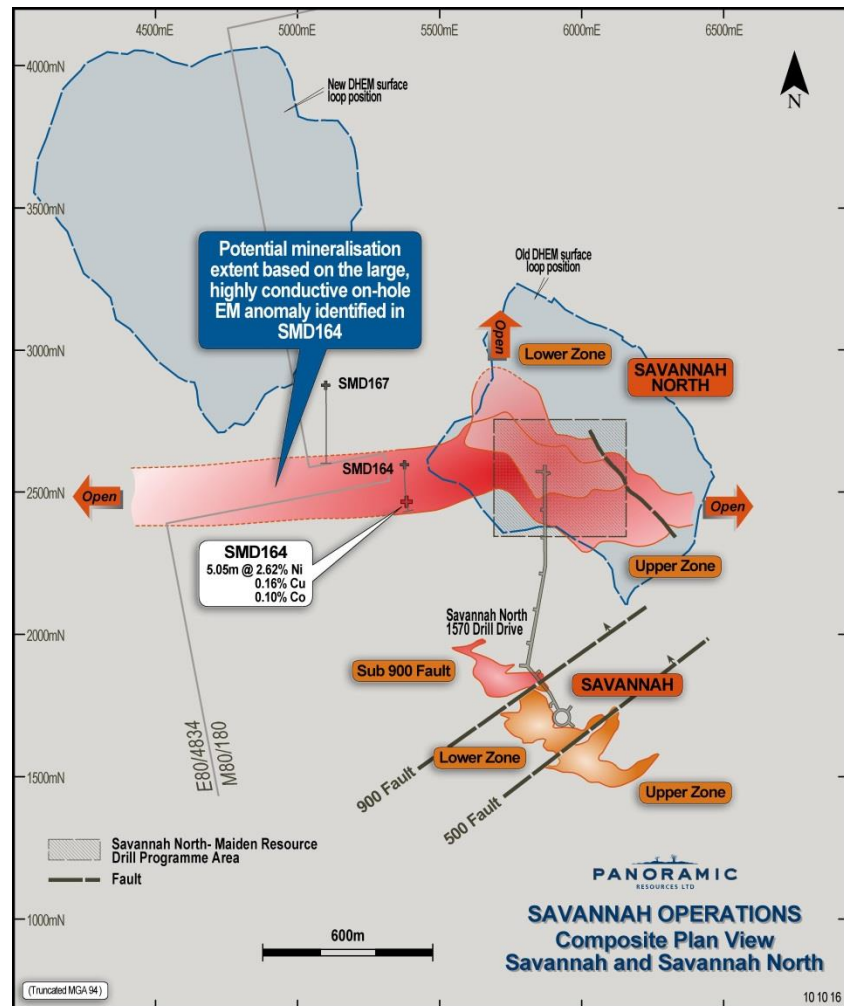 4500mE
5000mE
5500mE
6000mE
6500mE
4000mN
3500mN
3000mN
2500mN
2000mN
1500mN
1000mN
N
New DHEM surface
loop position
Potential mineralisation
extent based on the large,
highly conductive on-hole
EM anomaly identified in
SMD164
Old DHEM surface
loop position
Open
Lower Zone
SAVANNAH
NORTH
SMD167
SMD164
Open
Open
SMD164
5.05m @ 2.62% Ni
0.16% Cu
0.10% Co
Upper Zone
Savannah North
1570 Drill Drive
Sub 900 Fault
SAVANNAH
Lower Zone
Upper Zone
900 Fault
500 Fault
E80/4834
M80/180
Savannah North- Maiden Resource
Drill Programme Area
Fault
600m
PANORAMIC
RESOURCES LTD
SAVANNAH OPERATIONS
Composite Plan View
Savannah and Savannah North
(Truncated MGA 94 )
10 10 16